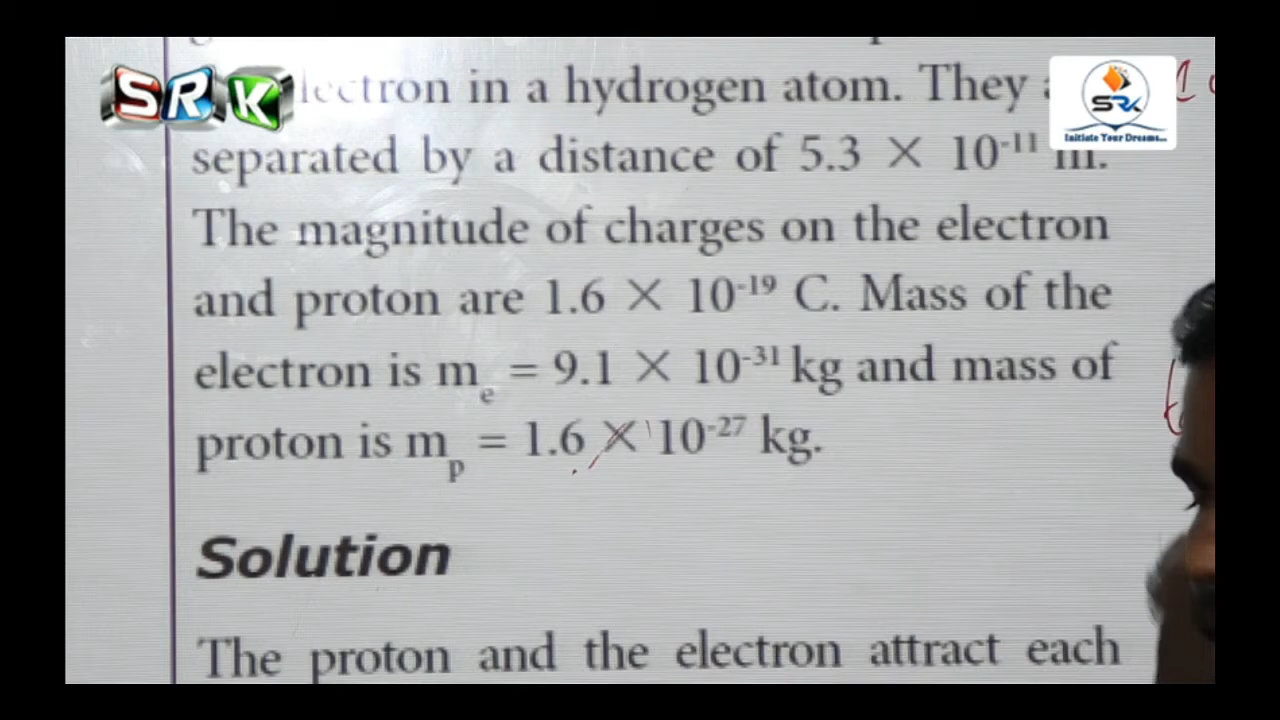 SRK
lectron in a hydrogen atom. They
SRK
Initiate Your Dreams...
separated by a distance of 5.3 × 10⁻¹¹ m.
The magnitude of charges on the electron
and proton are 1.6 × 10⁻¹⁹ C. Mass of the
electron is mₑ = 9.1 × 10⁻³¹ kg and mass of
proton is mₚ = 1.6 × 10⁻²⁷ kg.
Solution
The proton and the electron attract each